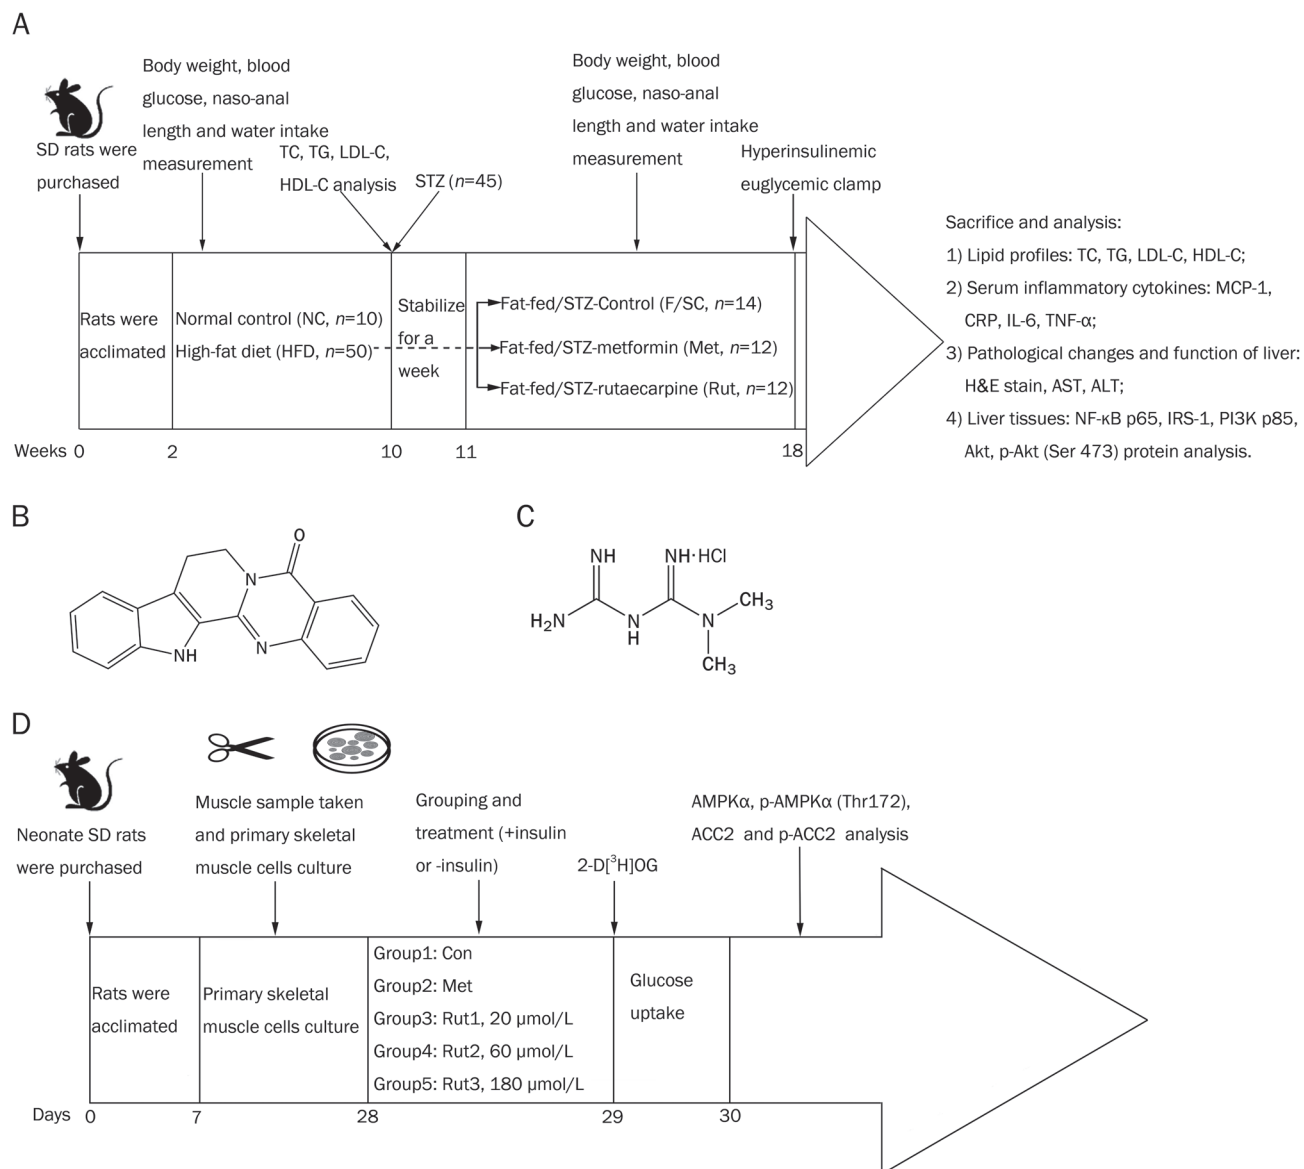 A
SD rats were
purchased
Body weight, blood
glucose, naso-anal
length and water intake
measurement
TC, TG, LDL-C,
HDL-C analysis
STZ (n=45)
Body weight, blood
glucose, naso-anal
length and water intake
measurement
Hyperinsulinemic
euglycemic clamp
Rats were
acclimated
Normal control (NC, n=10)
High-fat diet (HFD, n=50)
Stabilize
for a
week
Fat-fed/STZ-Control (F/SC, n=14)
Fat-fed/STZ-metformin (Met, n=12)
Fat-fed/STZ-rutaecarpine (Rut, n=12)
Weeks 0 2 10 11 18
Sacrifice and analysis:
1) Lipid profiles: TC, TG, LDL-C, HDL-C;
2) Serum inflammatory cytokines: MCP-1,
CRP, IL-6, TNF-α;
3) Pathological changes and function of liver:
H&E stain, AST, ALT;
4) Liver tissues: NF-κB p65, IRS-1, PI3K p85,
Akt, p-Akt (Ser 473) protein analysis.
B
O
N
N
NH
C
NH
NH·HCl
H2N
N
H
N
CH3
CH3
D
Neonate SD rats
were purchased
Muscle sample taken
and primary skeletal
muscle cells culture
Grouping and
treatment (+insulin
or -insulin)
2-D[3H]OG
AMPKα, p-AMPKα (Thr172),
ACC2 and p-ACC2 analysis
Rats were
acclimated
Primary skeletal
muscle cells culture
Group1: Con
Group2: Met
Group3: Rut1, 20 μmol/L
Group4: Rut2, 60 μmol/L
Group5: Rut3, 180 μmol/L
Glucose
uptake
Days 0 7 28 29 30